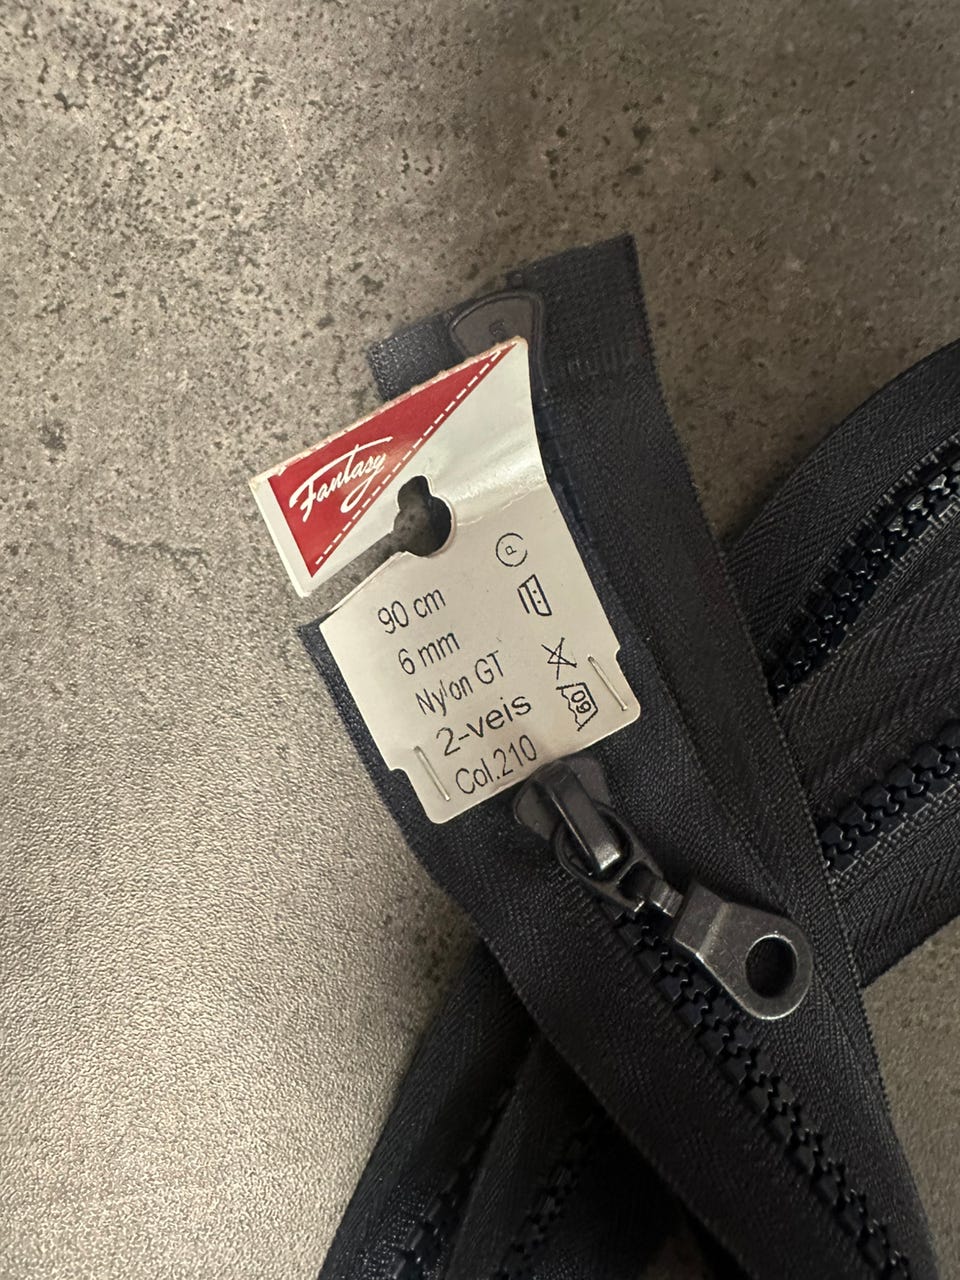 Fantasy
90 cm
6 mm
Nylon GT
2-veis
Col.210
P
60